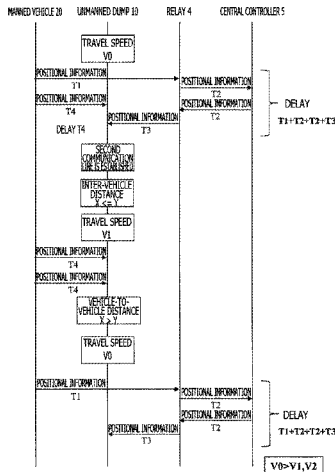 MANNED VEHICLE 20 UNMANNED DUMP 10 RELAY 4 CENTRAL CONTROLLER 5
TRAVEL SPEED
V0
POSITIONAL INFORMATION
T1
POSITIONAL INFORMATION
T2
POSITIONAL INFORMATION
T4
POSITIONAL INFORMATION
T2
POSITIONAL INFORMATION
T3
DELAY
T1+T2+T2+T3
DELAY T4
SECOND
COMMUNICATION
LINE IS ESTABLISHED
INTER-VEHICLE
DISTANCE
X <= Y
TRAVEL SPEED
V1
POSITIONAL INFORMATION
T4
POSITIONAL INFORMATION
T4
VEHICLE-TO-
VEHICLE DISTANCE
X > Y
TRAVEL SPEED
V0
POSITIONAL INFORMATION
T1
POSITIONAL INFORMATION
T2
POSITIONAL INFORMATION
T2
POSITIONAL INFORMATION
T3
DELAY
T1+T2+T2+T3
V0>V1,V2